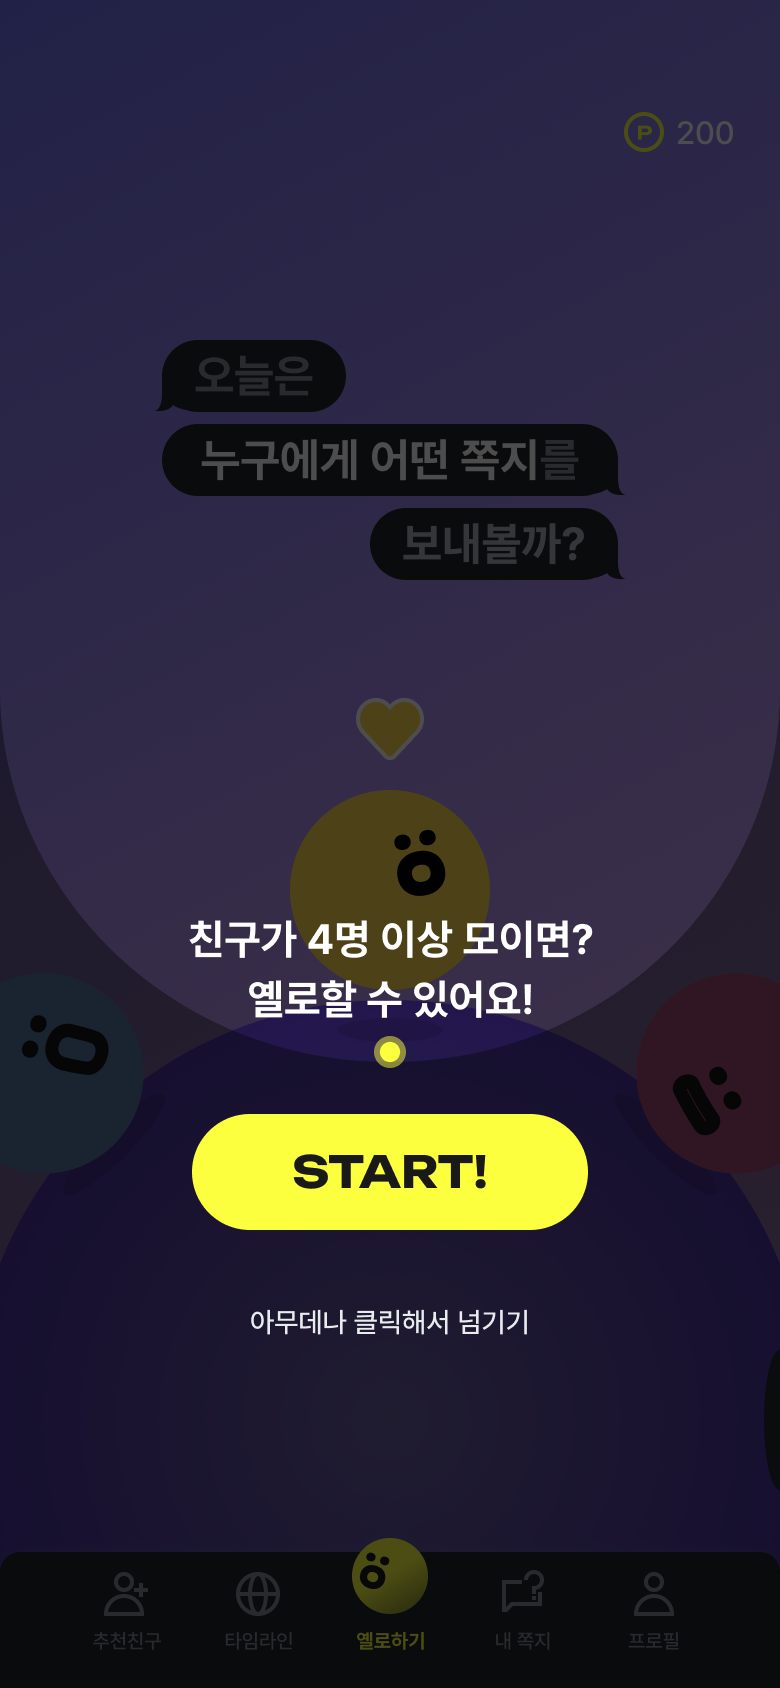 P 200
오늘은
누구에게 어떤 쪽지를
보내볼까?
친구가 4명 이상 모이면?
옐로할 수 있어요!
START!
아무데나 클릭해서 넘기기
추천친구 타임라인 옐로하기 내 쪽지 프로필